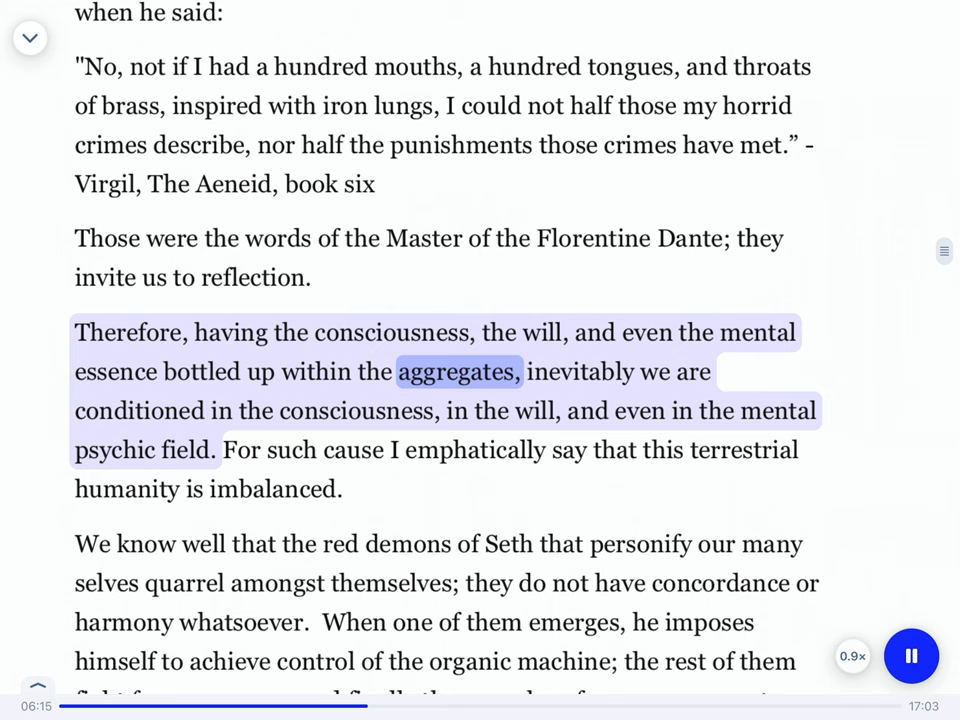 when he said:
"No, not if I had a hundred mouths, a hundred tongues, and throats
of brass, inspired with iron lungs, I could not half those my horrid
crimes describe, nor half the punishments those crimes have met.” -
Virgil, The Aeneid, book six
Those were the words of the Master of the Florentine Dante; they
invite us to reflection.
Therefore, having the consciousness, the will, and even the mental
essence bottled up within the aggregates, inevitably we are
conditioned in the consciousness, in the will, and even in the mental
psychic field. For such cause I emphatically say that this terrestrial
humanity is imbalanced.
We know well that the red demons of Seth that personify our many
selves quarrel amongst themselves; they do not have concordance or
harmony whatsoever.  When one of them emerges, he imposes
himself to achieve control of the organic machine; the rest of them
0.9×
06:15
17:03